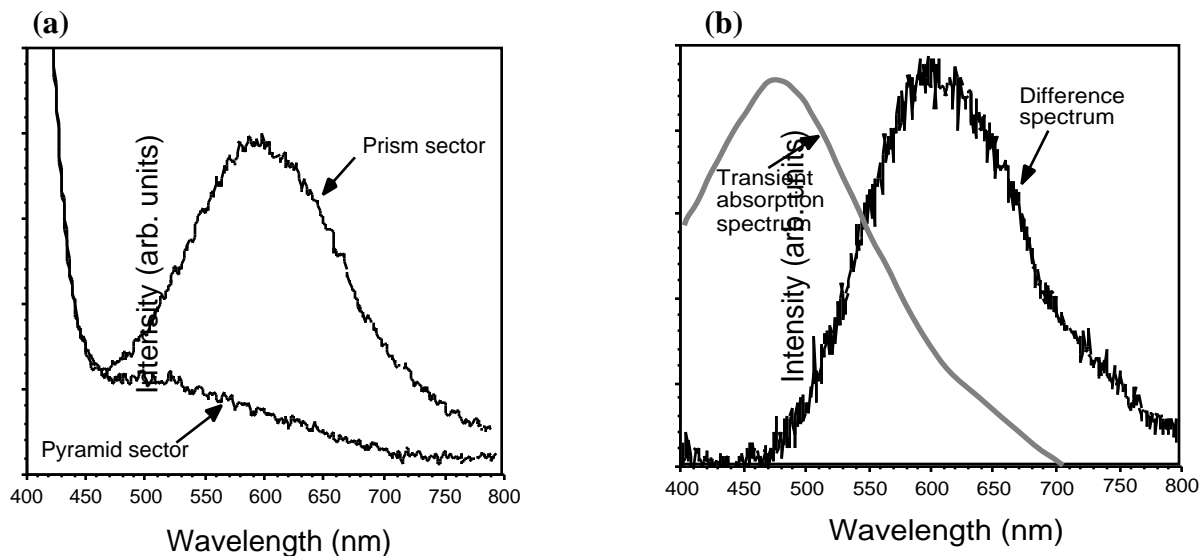 (a)
Intensity (arb. units)
Prism sector
Pyramid sector
400 450 500 550 600 650 700 750 800
Wavelength (nm)
(b)
Intensity (arb. units)
Difference
spectrum
Transient
absorption
spectrum
400 450 500 550 600 650 700 750 800
Wavelength (nm)